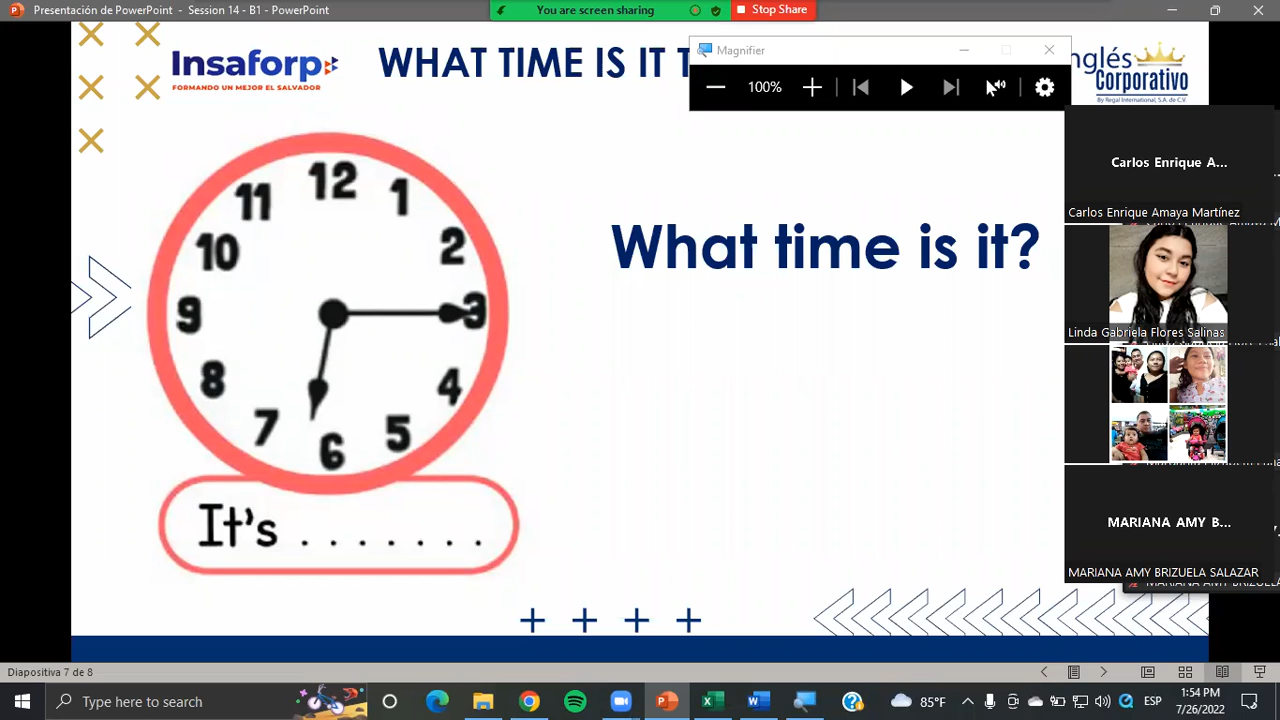 Presentación de PowerPoint - Session 14 - B1 - PowerPoint
You are screen sharing
Stop Share
Insaforp
FORMANDO UN MEJOR EL SALVADOR
WHAT TIME IS IT
Magnifier
100%
Corporativo
By Regal International, S.A. de C.V.
12
1
2
3
4
5
6
7
8
9
10
11
What time is it?
It's . . . . . . .
Carlos Enrique A...
Carlos Enrique Amaya Martínez
Linda Gabriela Flores Salinas
MARIANA AMY B...
MARIANA AMY BRIZUELA SALAZAR
Diapositiva 7 de 8
Type here to search
85°F
ESP
1:54 PM
7/26/2022